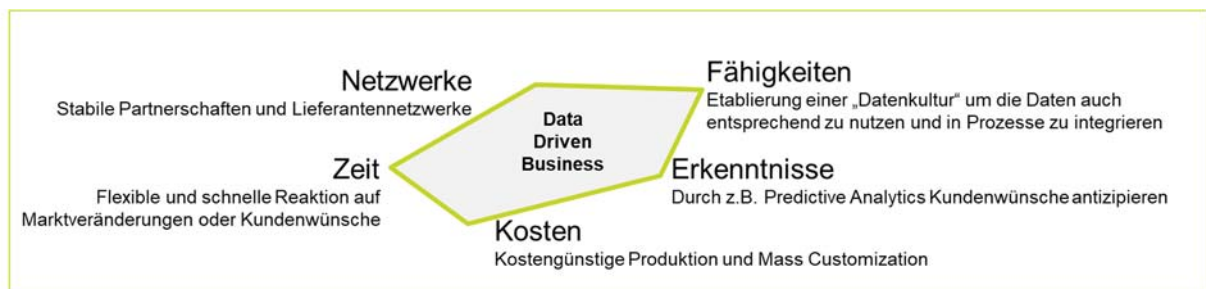 Netzwerke
Stabile Partnerschaften und Lieferantennetzwerke
Fähigkeiten
Etablierung einer „Datenkultur“ um die Daten auch
entsprechend zu nutzen und in Prozesse zu integrieren
Data
Driven
Business
Zeit
Flexible und schnelle Reaktion auf
Marktveränderungen oder Kundenwünsche
Erkenntnisse
Durch z.B. Predictive Analytics Kundenwünsche antizipieren
Kosten
Kostengünstige Produktion und Mass Customization